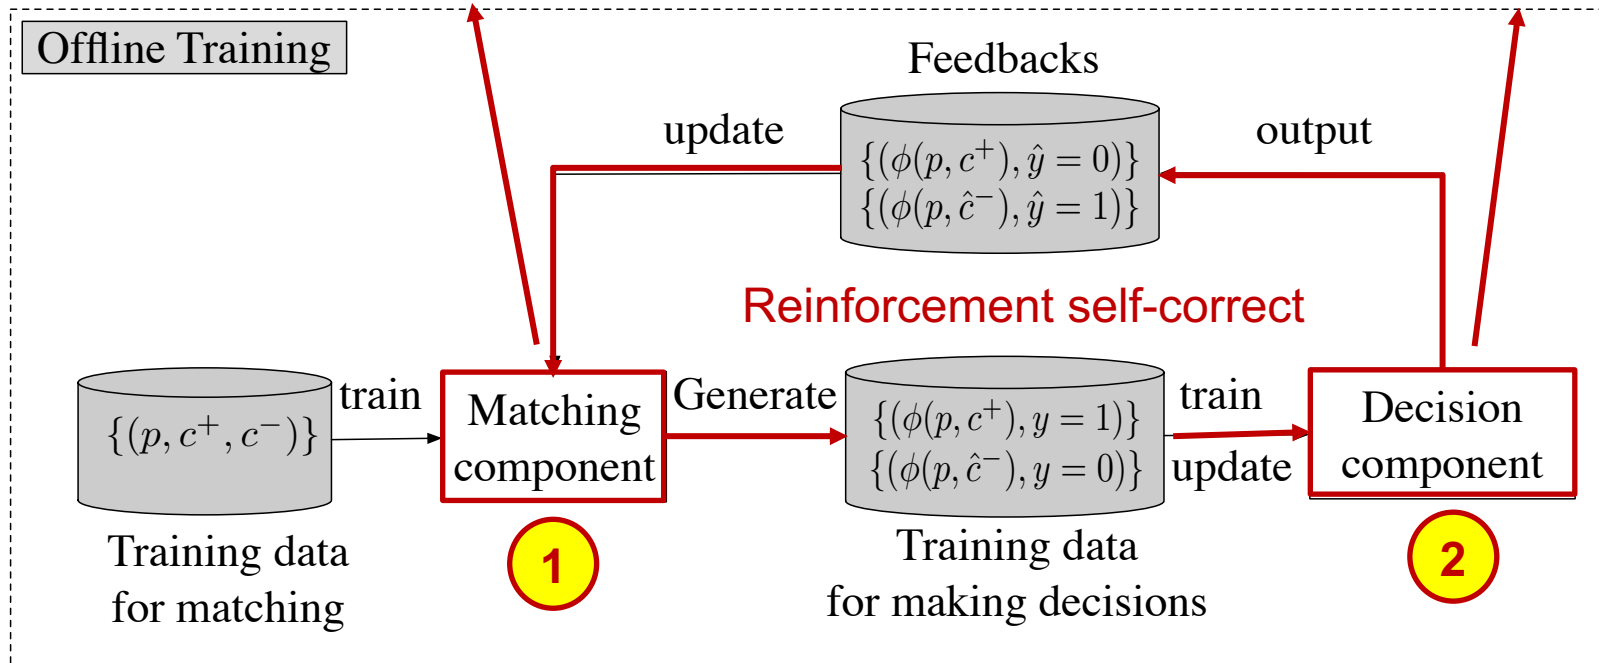 Offline Training
Feedbacks
update
output
{(ϕ(p, c⁺), ŷ = 0)}
{(ϕ(p, ĉ⁻), ŷ = 1)}
Reinforcement self-correct
{(p, c⁺, c⁻)}
train
Matching
component
Generate
{(ϕ(p, c⁺), y = 1)}
{(ϕ(p, ĉ⁻), y = 0)}
train
update
Decision
component
Training data
for matching
1
Training data
for making decisions
2